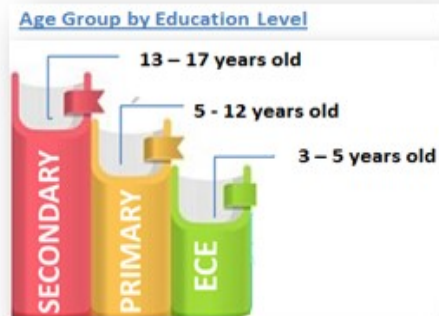 Age Group by Education Level
13 – 17 years old
5 - 12 years old
3 – 5 years old
SECONDARY
PRIMARY
ECE